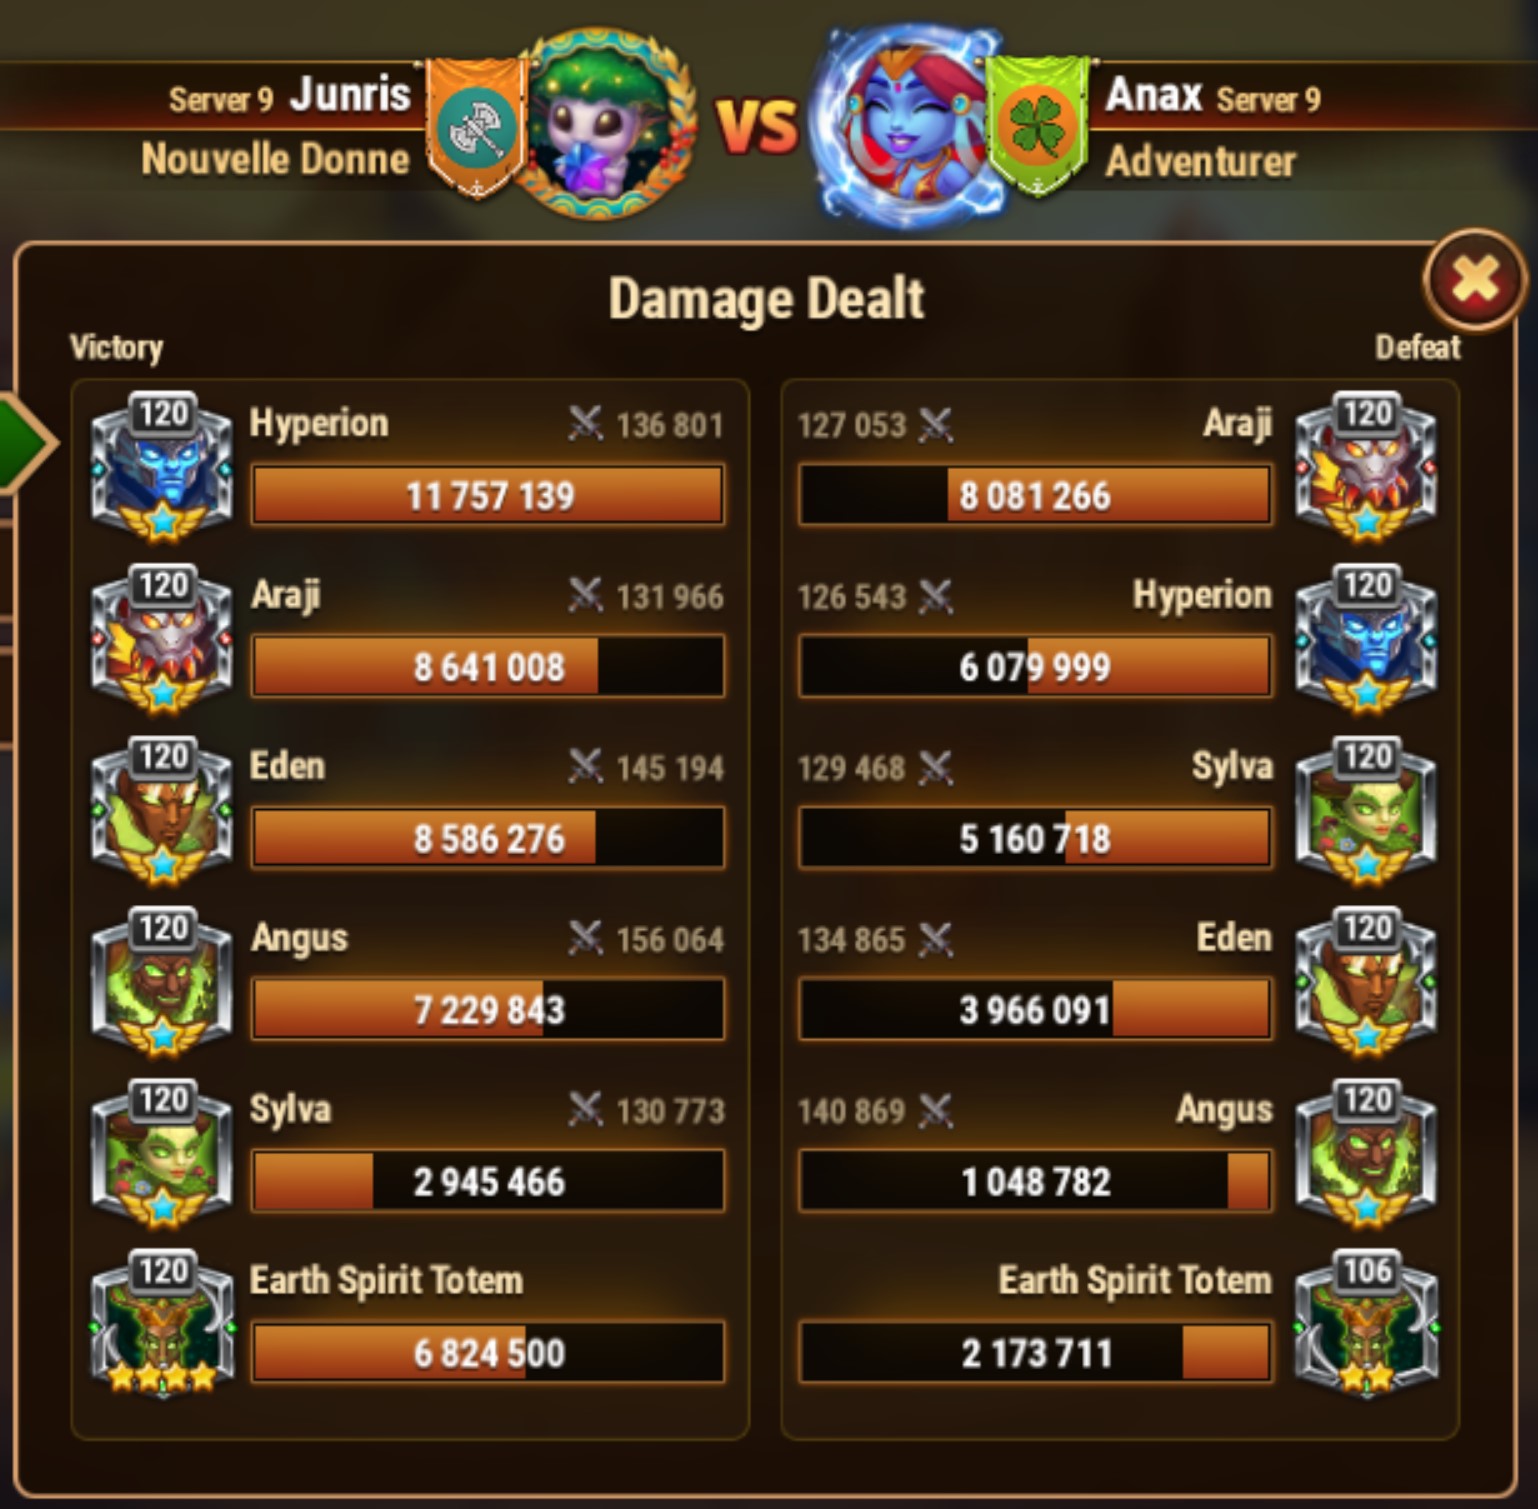 Server 9 Junris
Nouvelle Donne
VS
Anax Server 9
Adventurer
Damage Dealt
Victory
Defeat
120
Hyperion
136 801
11 757 139
120
Araji
131 966
8 641 008
120
Eden
145 194
8 586 276
120
Angus
156 064
7 229 843
120
Sylva
130 773
2 945 466
120
Earth Spirit Totem
6 824 500
127 053
Araji
120
8 081 266
126 543
Hyperion
120
6 079 999
129 468
Sylva
120
5 160 718
134 865
Eden
120
3 966 091
140 869
Angus
120
1 048 782
Earth Spirit Totem
106
2 173 711